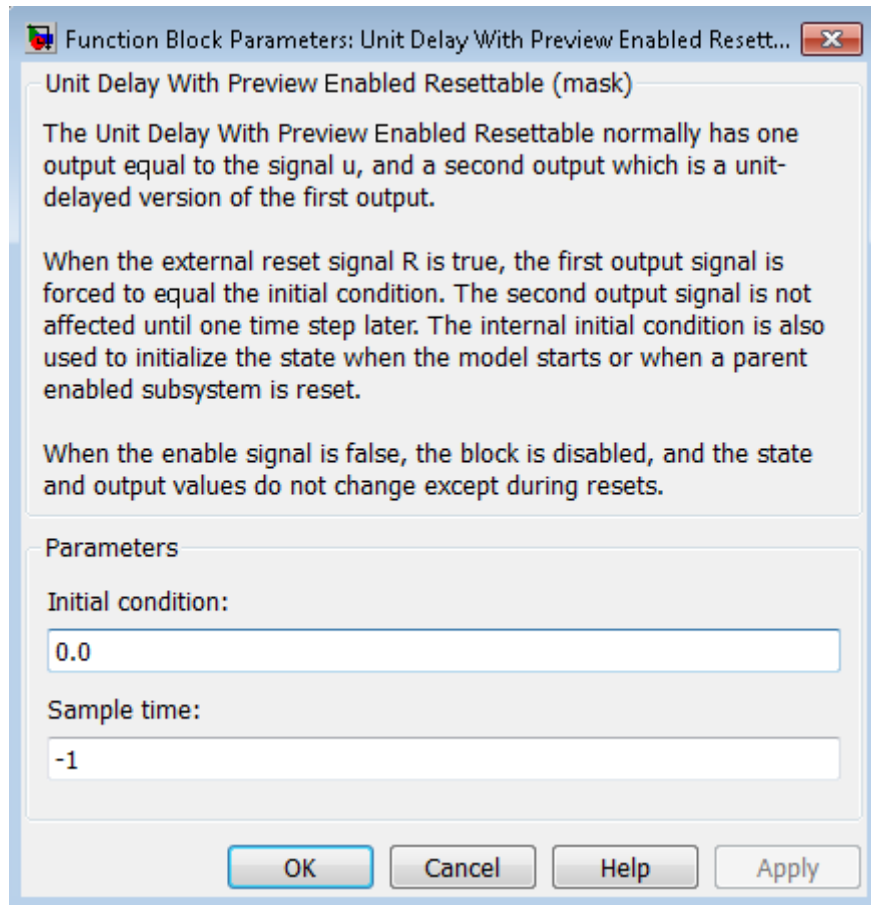 Function Block Parameters: Unit Delay With Preview Enabled Resett...
Unit Delay With Preview Enabled Resettable (mask)
The Unit Delay With Preview Enabled Resettable normally has one
output equal to the signal u, and a second output which is a unit-
delayed version of the first output.
When the external reset signal R is true, the first output signal is
forced to equal the initial condition. The second output signal is not
affected until one time step later. The internal initial condition is also
used to initialize the state when the model starts or when a parent
enabled subsystem is reset.
When the enable signal is false, the block is disabled, and the state
and output values do not change except during resets.
Parameters
Initial condition:
0.0
Sample time:
-1
OK Cancel Help Apply